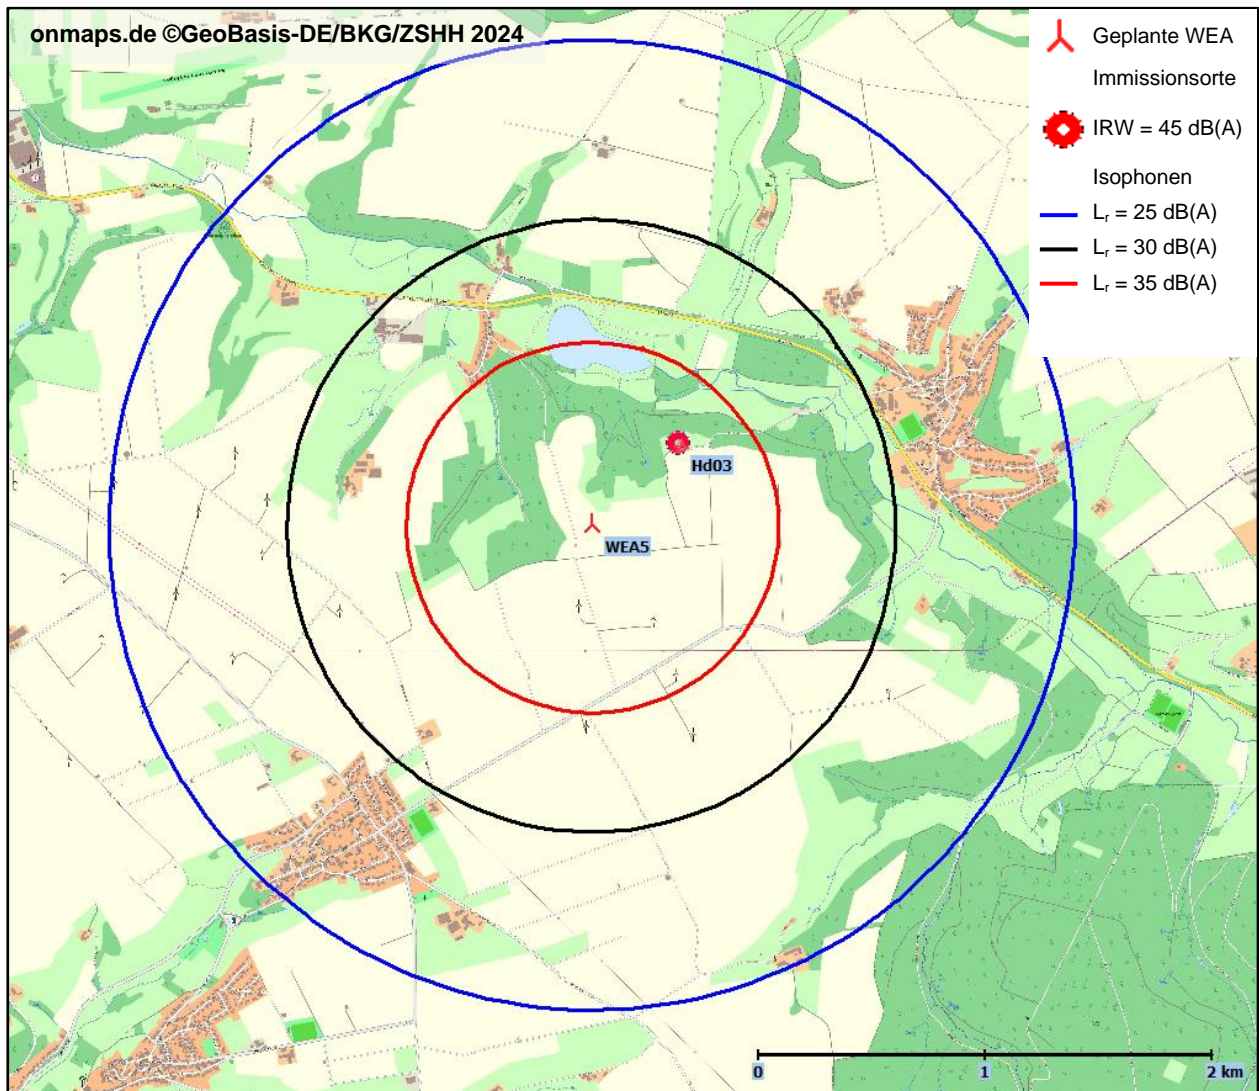 onmaps.de ©GeoBasis-DE/BKG/ZSHH 2024
Geplante WEA
Immissionsorte
IRW = 45 dB(A)
Isophonen
Lᵣ = 25 dB(A)
Lᵣ = 30 dB(A)
Lᵣ = 35 dB(A)
Hd03
WEA5
0 1 2 km